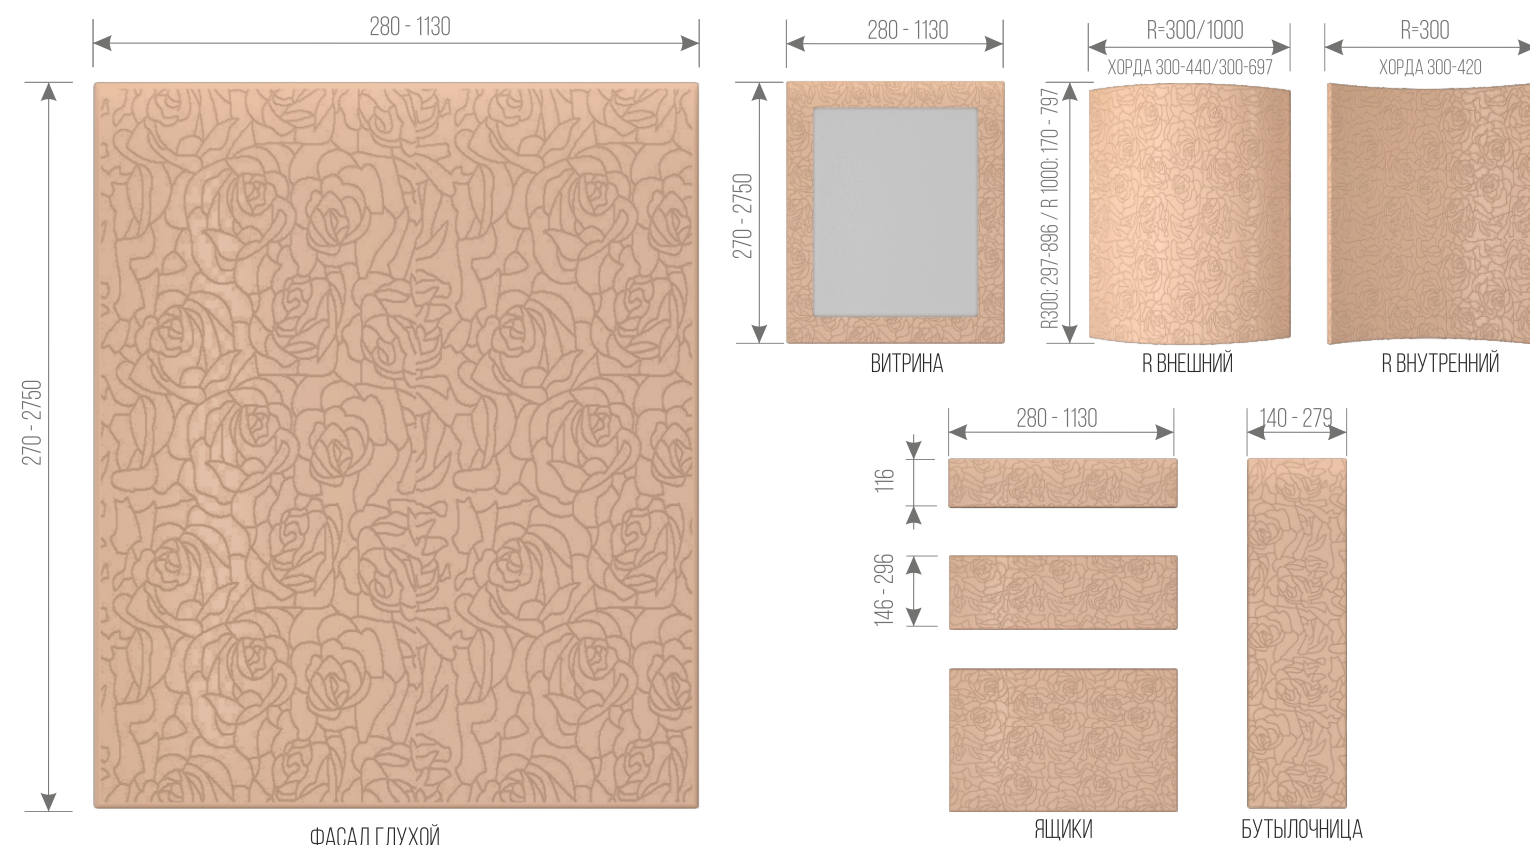 280 - 1130
270 - 2750
ФАСАД ГЛУХОЙ
280 - 1130
270 - 2750
ВИТРИНА
R=300/1000
ХОРДА 300-440/300-697
R300: 297-896 / R 1000: 170 - 797
R ВНЕШНИЙ
R=300
ХОРДА 300-420
R ВНУТРЕННИЙ
280 - 1130
116
146 - 296
ЯЩИКИ
140 - 279
БУТЫЛОЧНИЦА